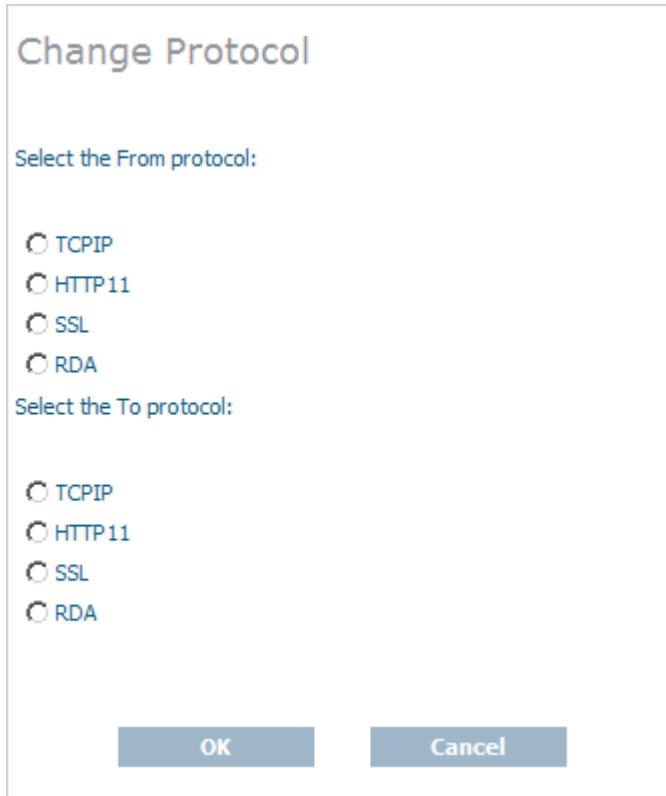 Change Protocol
Select the From protocol:
TCPIP
HTTP11
SSL
RDA
Select the To protocol:
TCPIP
HTTP11
SSL
RDA
OK Cancel